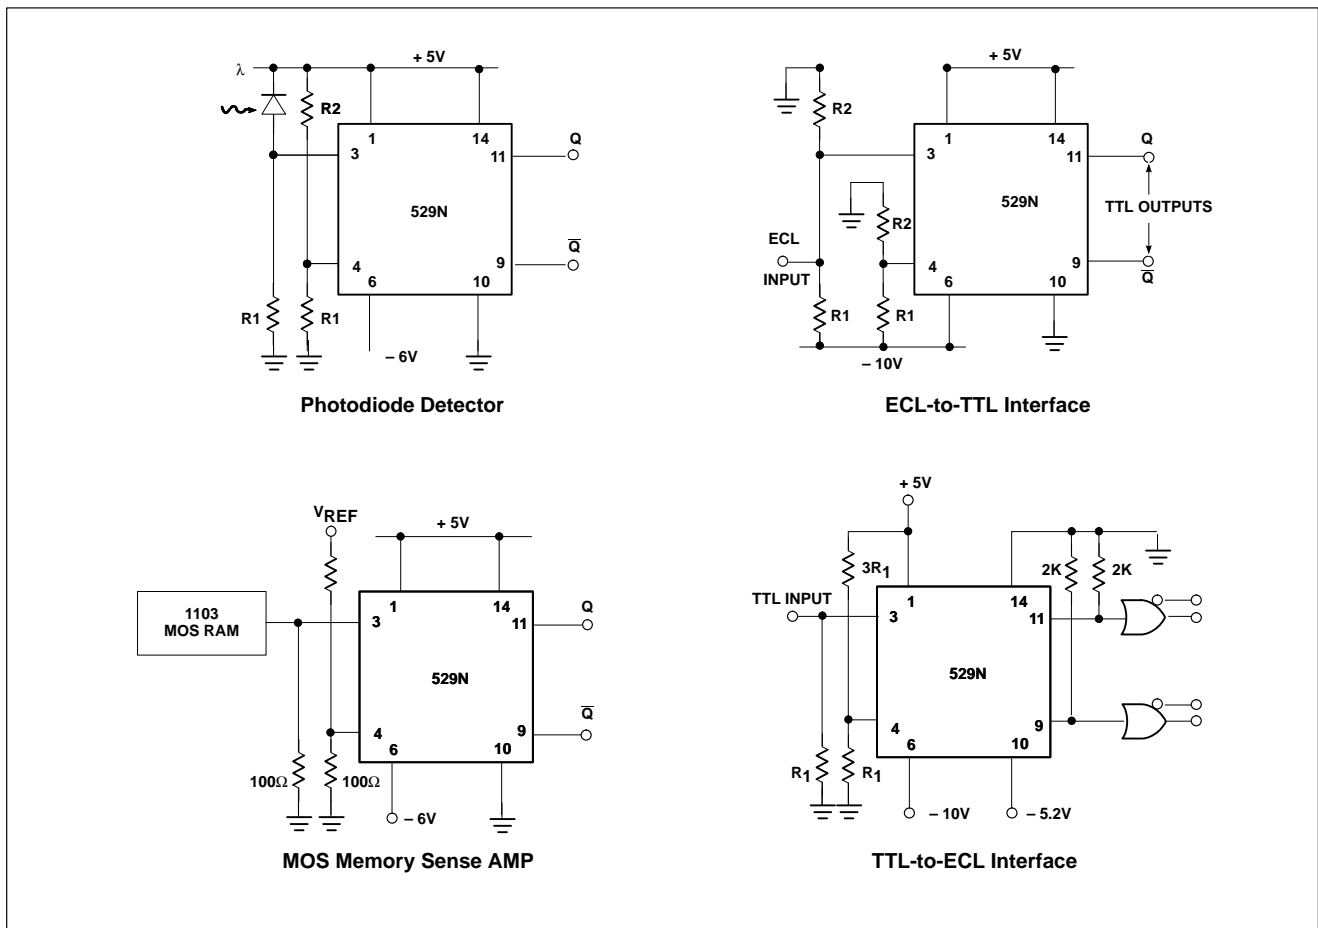 λ
+ 5V
R2
1
14
3
11
Q
529N
4
9
Q̅
6
10
R1
R1
– 6V
Photodiode Detector
+ 5V
R2
1
14
3
11
Q
529N
R2
TTL OUTPUTS
ECL
INPUT
4
9
Q̅
6
10
R1
R1
– 10V
ECL-to-TTL Interface
VREF
+ 5V
1103
MOS RAM
1
14
3
11
Q
529N
4
9
Q̅
6
10
100Ω
100Ω
– 6V
MOS Memory Sense AMP
+ 5V
3R1
2K
2K
TTL INPUT
1
14
3
11
529N
4
9
6
10
R1
R1
– 10V
– 5.2V
TTL-to-ECL Interface